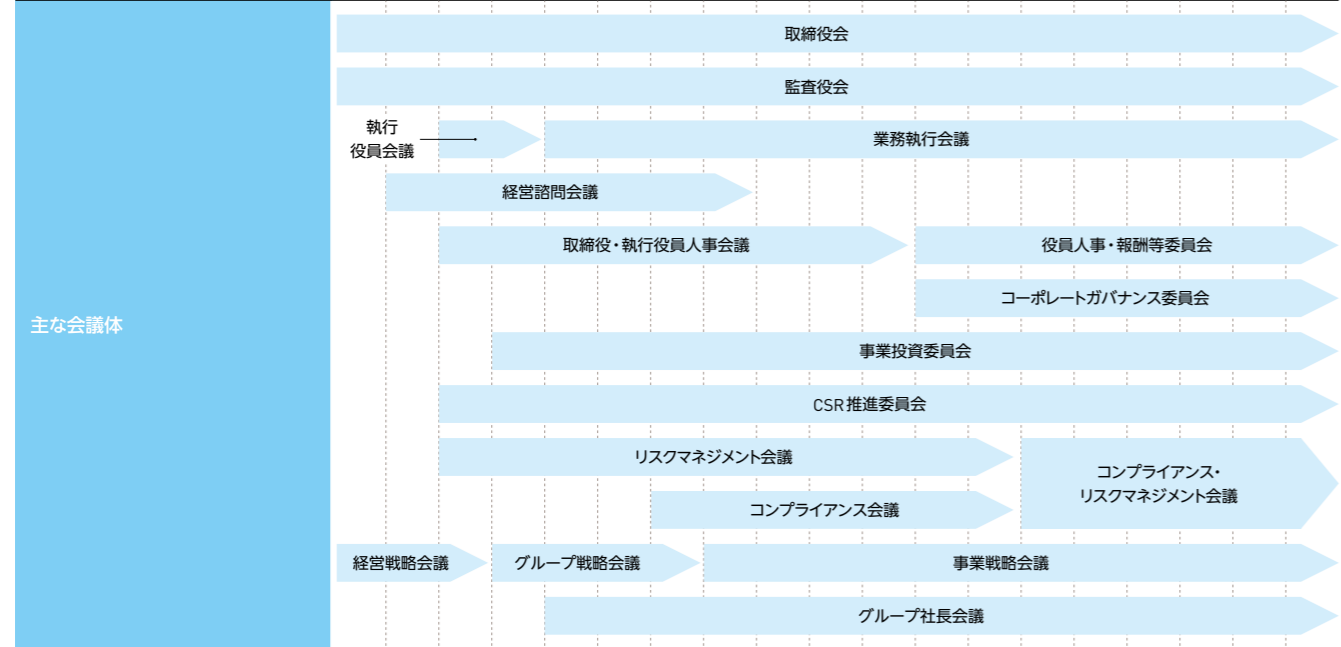 主な会議体
取締役会
監査役会
執行
役員会議
業務執行会議
経営諮問会議
取締役・執行役員人事会議
役員人事・報酬等委員会
コーポレートガバナンス委員会
事業投資委員会
CSR推進委員会
リスクマネジメント会議
コンプライアンス・
リスクマネジメント会議
コンプライアンス会議
経営戦略会議
グループ戦略会議
事業戦略会議
グループ社長会議